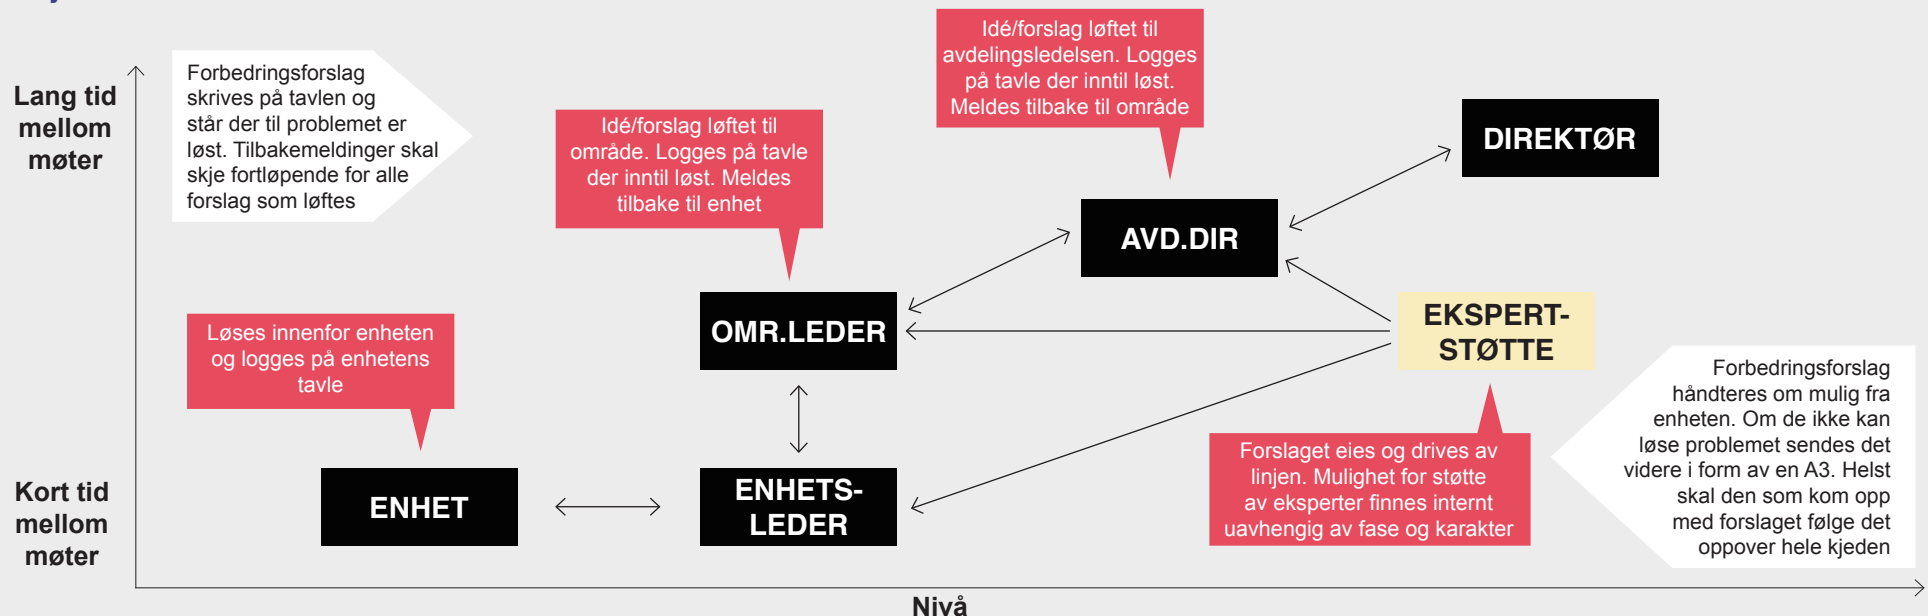 Lang tid
mellom
møter
Forbedringsforslag
skrives på tavlen og
står der til problemet er
løst. Tilbakemeldinger skal
skje fortløpende for alle
forslag som løftes
Idé/forslag løftet til
område. Logges på tavle
der inntil løst. Meldes
tilbake til enhet
Idé/forslag løftet til
avdelingsledelsen. Logges
på tavle der inntil løst.
Meldes tilbake til område
DIREKTØR
AVD.DIR
OMR.LEDER
EKSPERT-
STØTTE
Løses innenfor enheten
og logges på enhetens
tavle
Forbedringsforslag
håndteres om mulig fra
enheten. Om de ikke kan
løse problemet sendes det
videre i form av en A3. Helst
skal den som kom opp
med forslaget følge det
oppover hele kjeden
Forslaget eies og drives av
linjen. Mulighet for støtte
av eksperter finnes internt
uavhengig av fase og karakter
Kort tid
mellom
møter
ENHET
ENHETS-
LEDER
Nivå